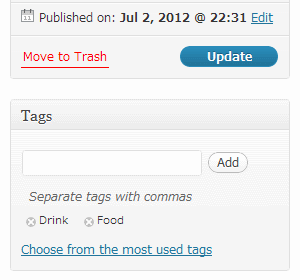 Published on: Jul 2, 2012 @ 22:31 Edit
Move to Trash Update
Tags
Add
Separate tags with commas
Drink Food
Choose from the most used tags